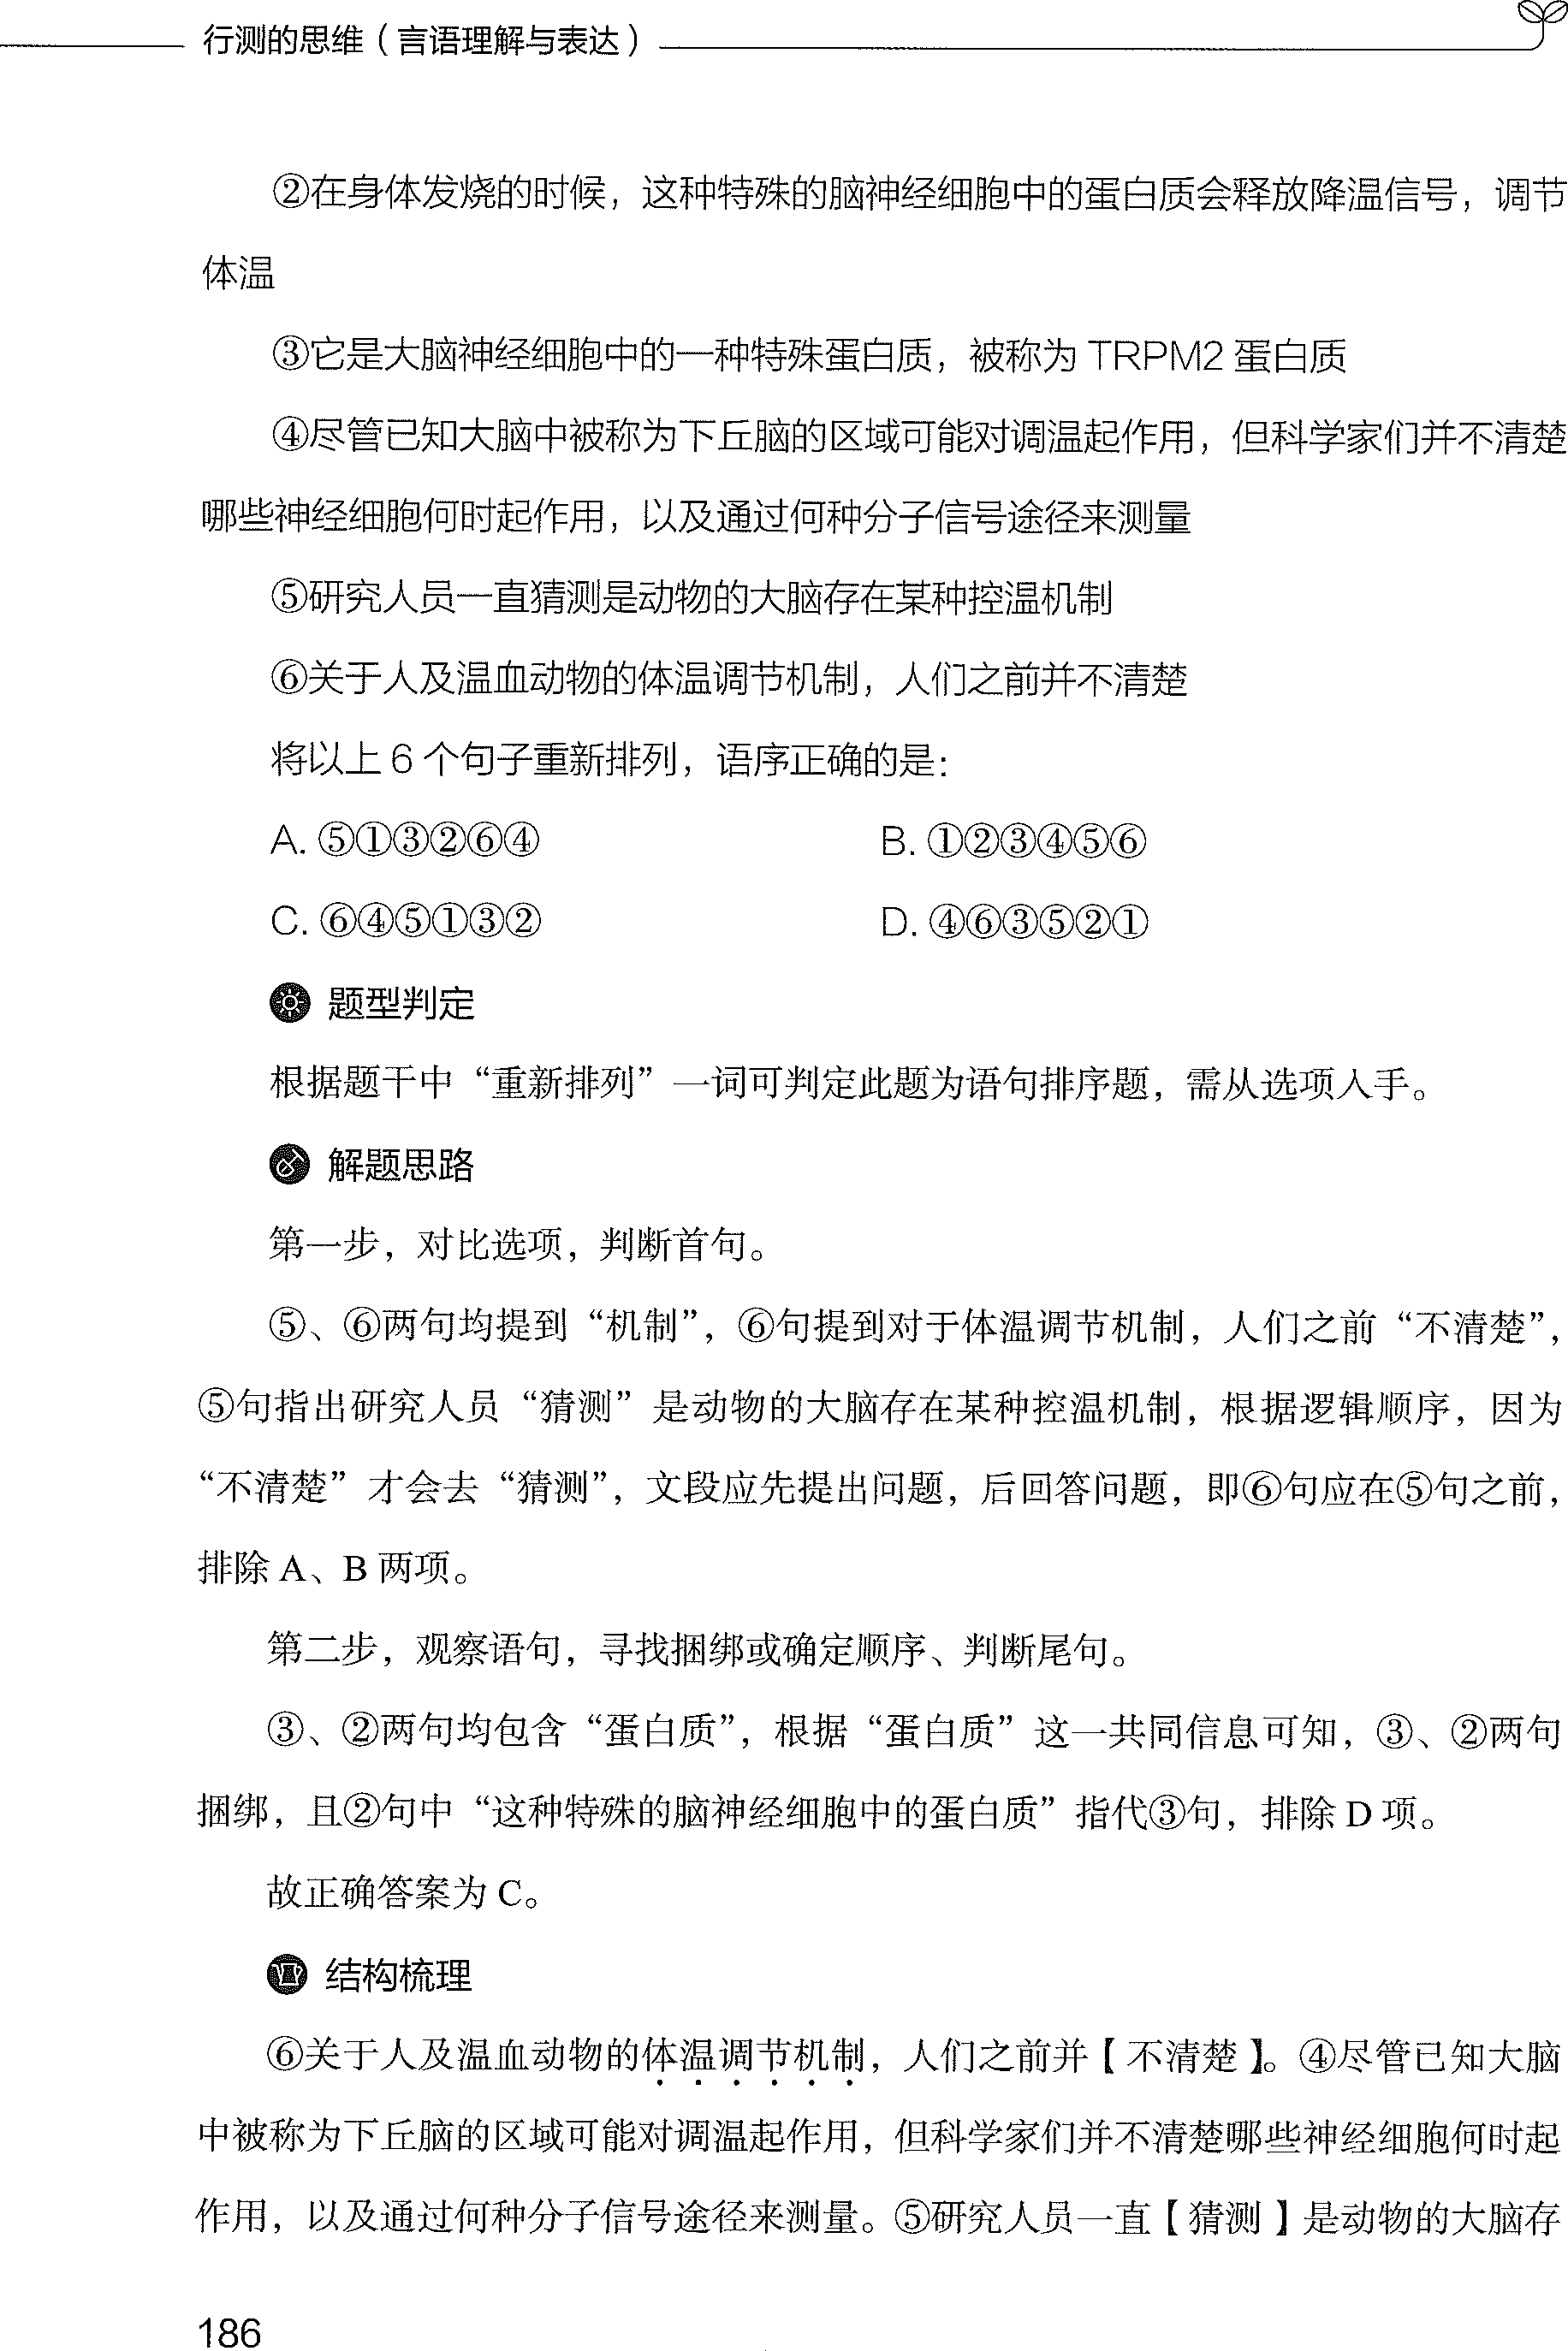 行测的思维（言语理解与表达）
②在身体发烧的时候，这种特殊的脑神经细胞中的蛋白质会释放降温信号，调节
体温
③它是大脑神经细胞中的一种特殊蛋白质，被称为 TRPM2 蛋白质
④尽管已知大脑中被称为下丘脑的区域可能对调温起作用，但科学家们并不清楚
哪些神经细胞何时起作用，以及通过何种分子信号途径来测量
⑤研究人员一直猜测是动物的大脑存在某种控温机制
⑥关于人及温血动物的体温调节机制，人们之前并不清楚
将以上 6 个句子重新排列，语序正确的是：
A. ⑤①③②⑥④ B. ①②③④⑤⑥
C. ⑥④⑤①③② D. ④⑥③⑤②①
题型判定
根据题干中“重新排列”一词可判定此题为语句排序题，需从选项入手。
解题思路
第一步，对比选项，判断首句。
⑤、⑥两句均提到“机制”，⑥句提到对于体温调节机制，人们之前“不清楚”，
⑤句指出研究人员“猜测”是动物的大脑存在某种控温机制，根据逻辑顺序，因为
“不清楚”才会去“猜测”，文段应先提出问题，后回答问题，即⑥句应在⑤句之前，
排除 A、B 两项。
第二步，观察语句，寻找捆绑或确定顺序、判断尾句。
③、②两句均包含“蛋白质”，根据“蛋白质”这一共同信息可知，③、②两句
捆绑，且②句中“这种特殊的脑神经细胞中的蛋白质”指代③句，排除 D 项。
故正确答案为 C。
结构梳理
⑥关于人及温血动物的体温调节机制，人们之前并【不清楚】。④尽管已知大脑
中被称为下丘脑的区域可能对调温起作用，但科学家们并不清楚哪些神经细胞何时起
作用，以及通过何种分子信号途径来测量。⑤研究人员一直【猜测】是动物的大脑存
186